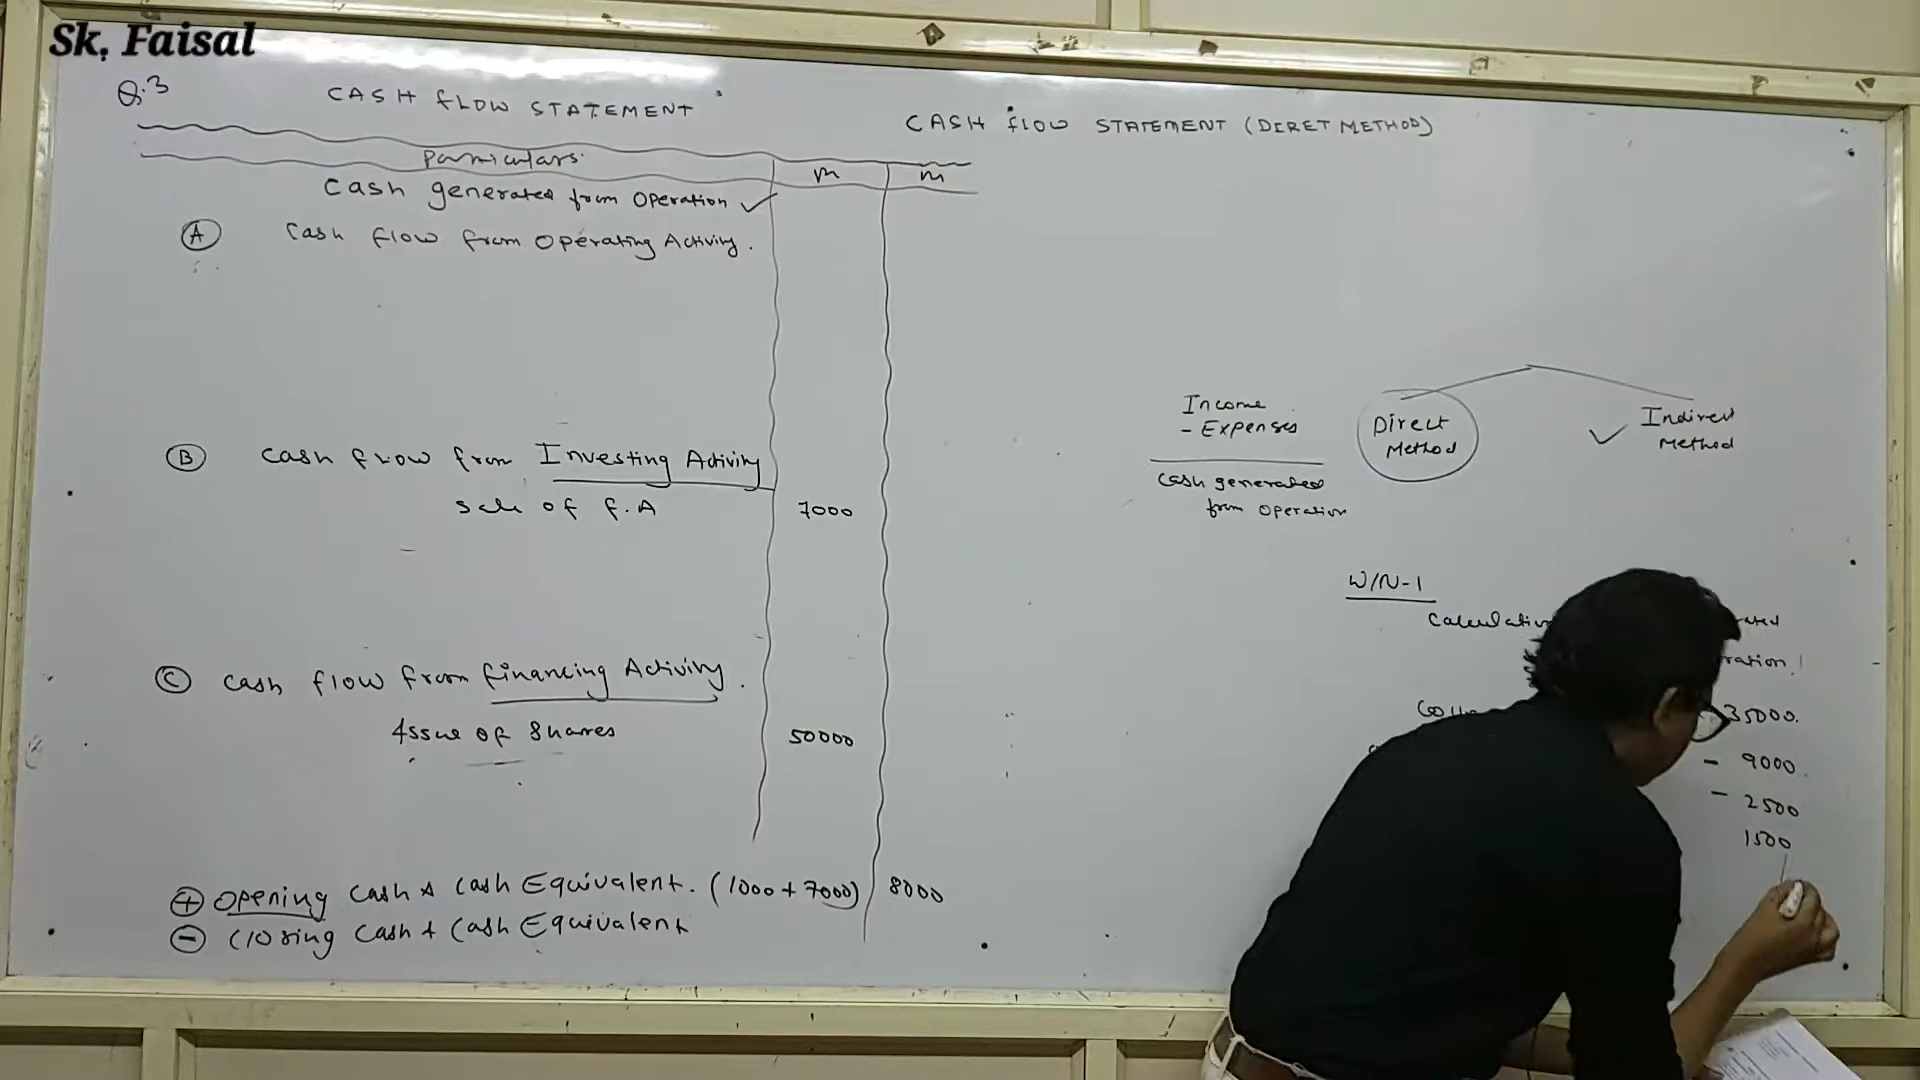 Sk, Faisal
Q.3
CASH FLOW STATEMENT
Particulars
m m
Cash generated from Operation ✓
A Cash flow from Operating Activity.
B Cash flow from Investing Activity
Sale of F.A 7000
C Cash flow from financing Activity.
Issue of Shares 50000
+ Opening Cash & Cash Equivalent. (1000 + 7000) 8000
- Closing Cash & Cash Equivalent
CASH flow STATEMENT (DIRET METHOD)
Income
- Expenses
Cash generated
from Operation
Direct
Method
✓ Indirect
Method
W/N-1
35000.
- 9000
- 2500
1500